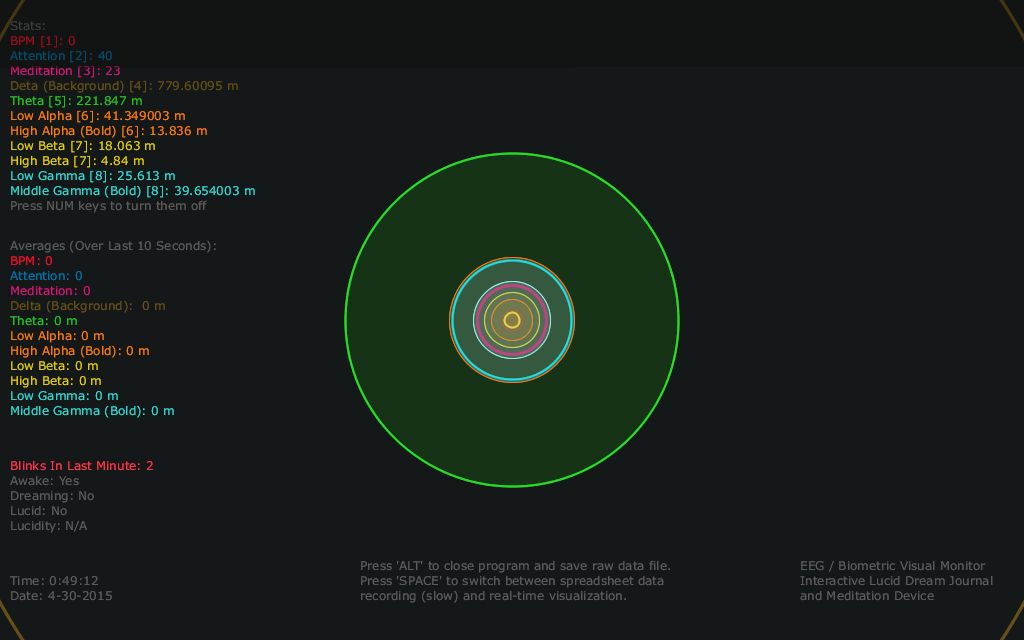 Stats:
BPM [1]: 0
Attention [2]: 40
Meditation [3]: 23
Deta (Background) [4]: 779.60095 m
Theta [5]: 221.847 m
Low Alpha [6]: 41.349003 m
High Alpha (Bold) [6]: 13.836 m
Low Beta [7]: 18.063 m
High Beta [7]: 4.84 m
Low Gamma [8]: 25.613 m
Middle Gamma (Bold) [8]: 39.654003 m
Press NUM keys to turn them off
Averages (Over Last 10 Seconds):
BPM: 0
Attention: 0
Meditation: 0
Delta (Background):  0 m
Theta: 0 m
Low Alpha: 0 m
High Alpha (Bold): 0 m
Low Beta: 0 m
High Beta: 0 m
Low Gamma: 0 m
Middle Gamma (Bold): 0 m
Blinks In Last Minute: 2
Awake: Yes
Dreaming: No
Lucid: No
Lucidity: N/A
Time: 0:49:12
Date: 4-30-2015
Press 'ALT' to close program and save raw data file.
Press 'SPACE' to switch between spreadsheet data
recording (slow) and real-time visualization.
EEG / Biometric Visual Monitor
Interactive Lucid Dream Journal
and Meditation Device